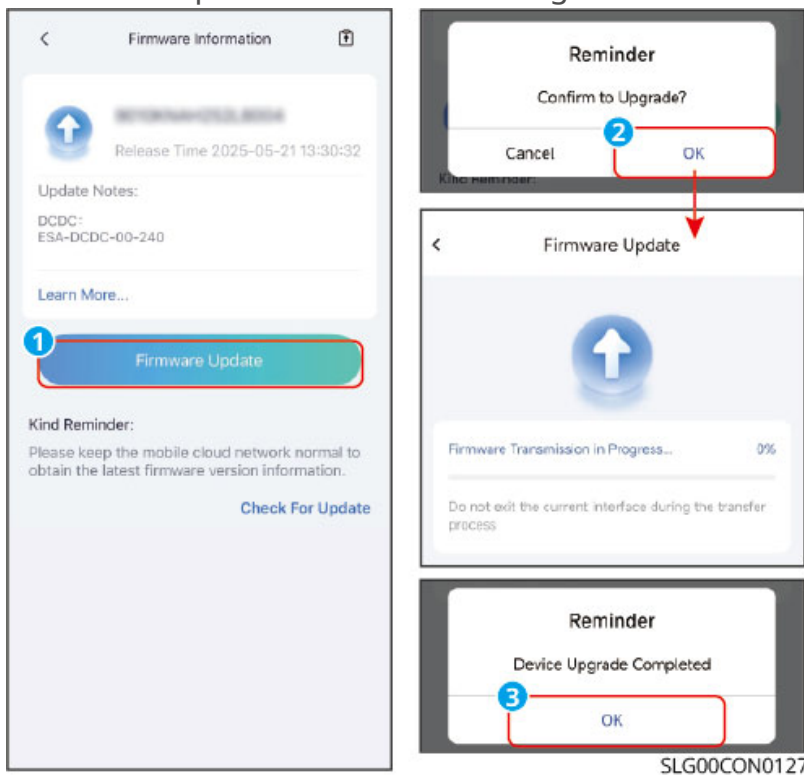 Firmware Information
Release Time 2025-05-21 13:30:32
Update Notes:
DCDC:
ESA-DCDC-00-240
Learn More...
1
Firmware Update
Kind Reminder:
Please keep the mobile cloud network normal to
obtain the latest firmware version information.
Check For Update
Reminder
Confirm to Upgrade?
2
Cancel
OK
Kind Reminder:
Firmware Update
Firmware Transmission in Progress...
0%
Do not exit the current interface during the transfer
process
Reminder
Device Upgrade Completed
3
OK
SLG00CON0127